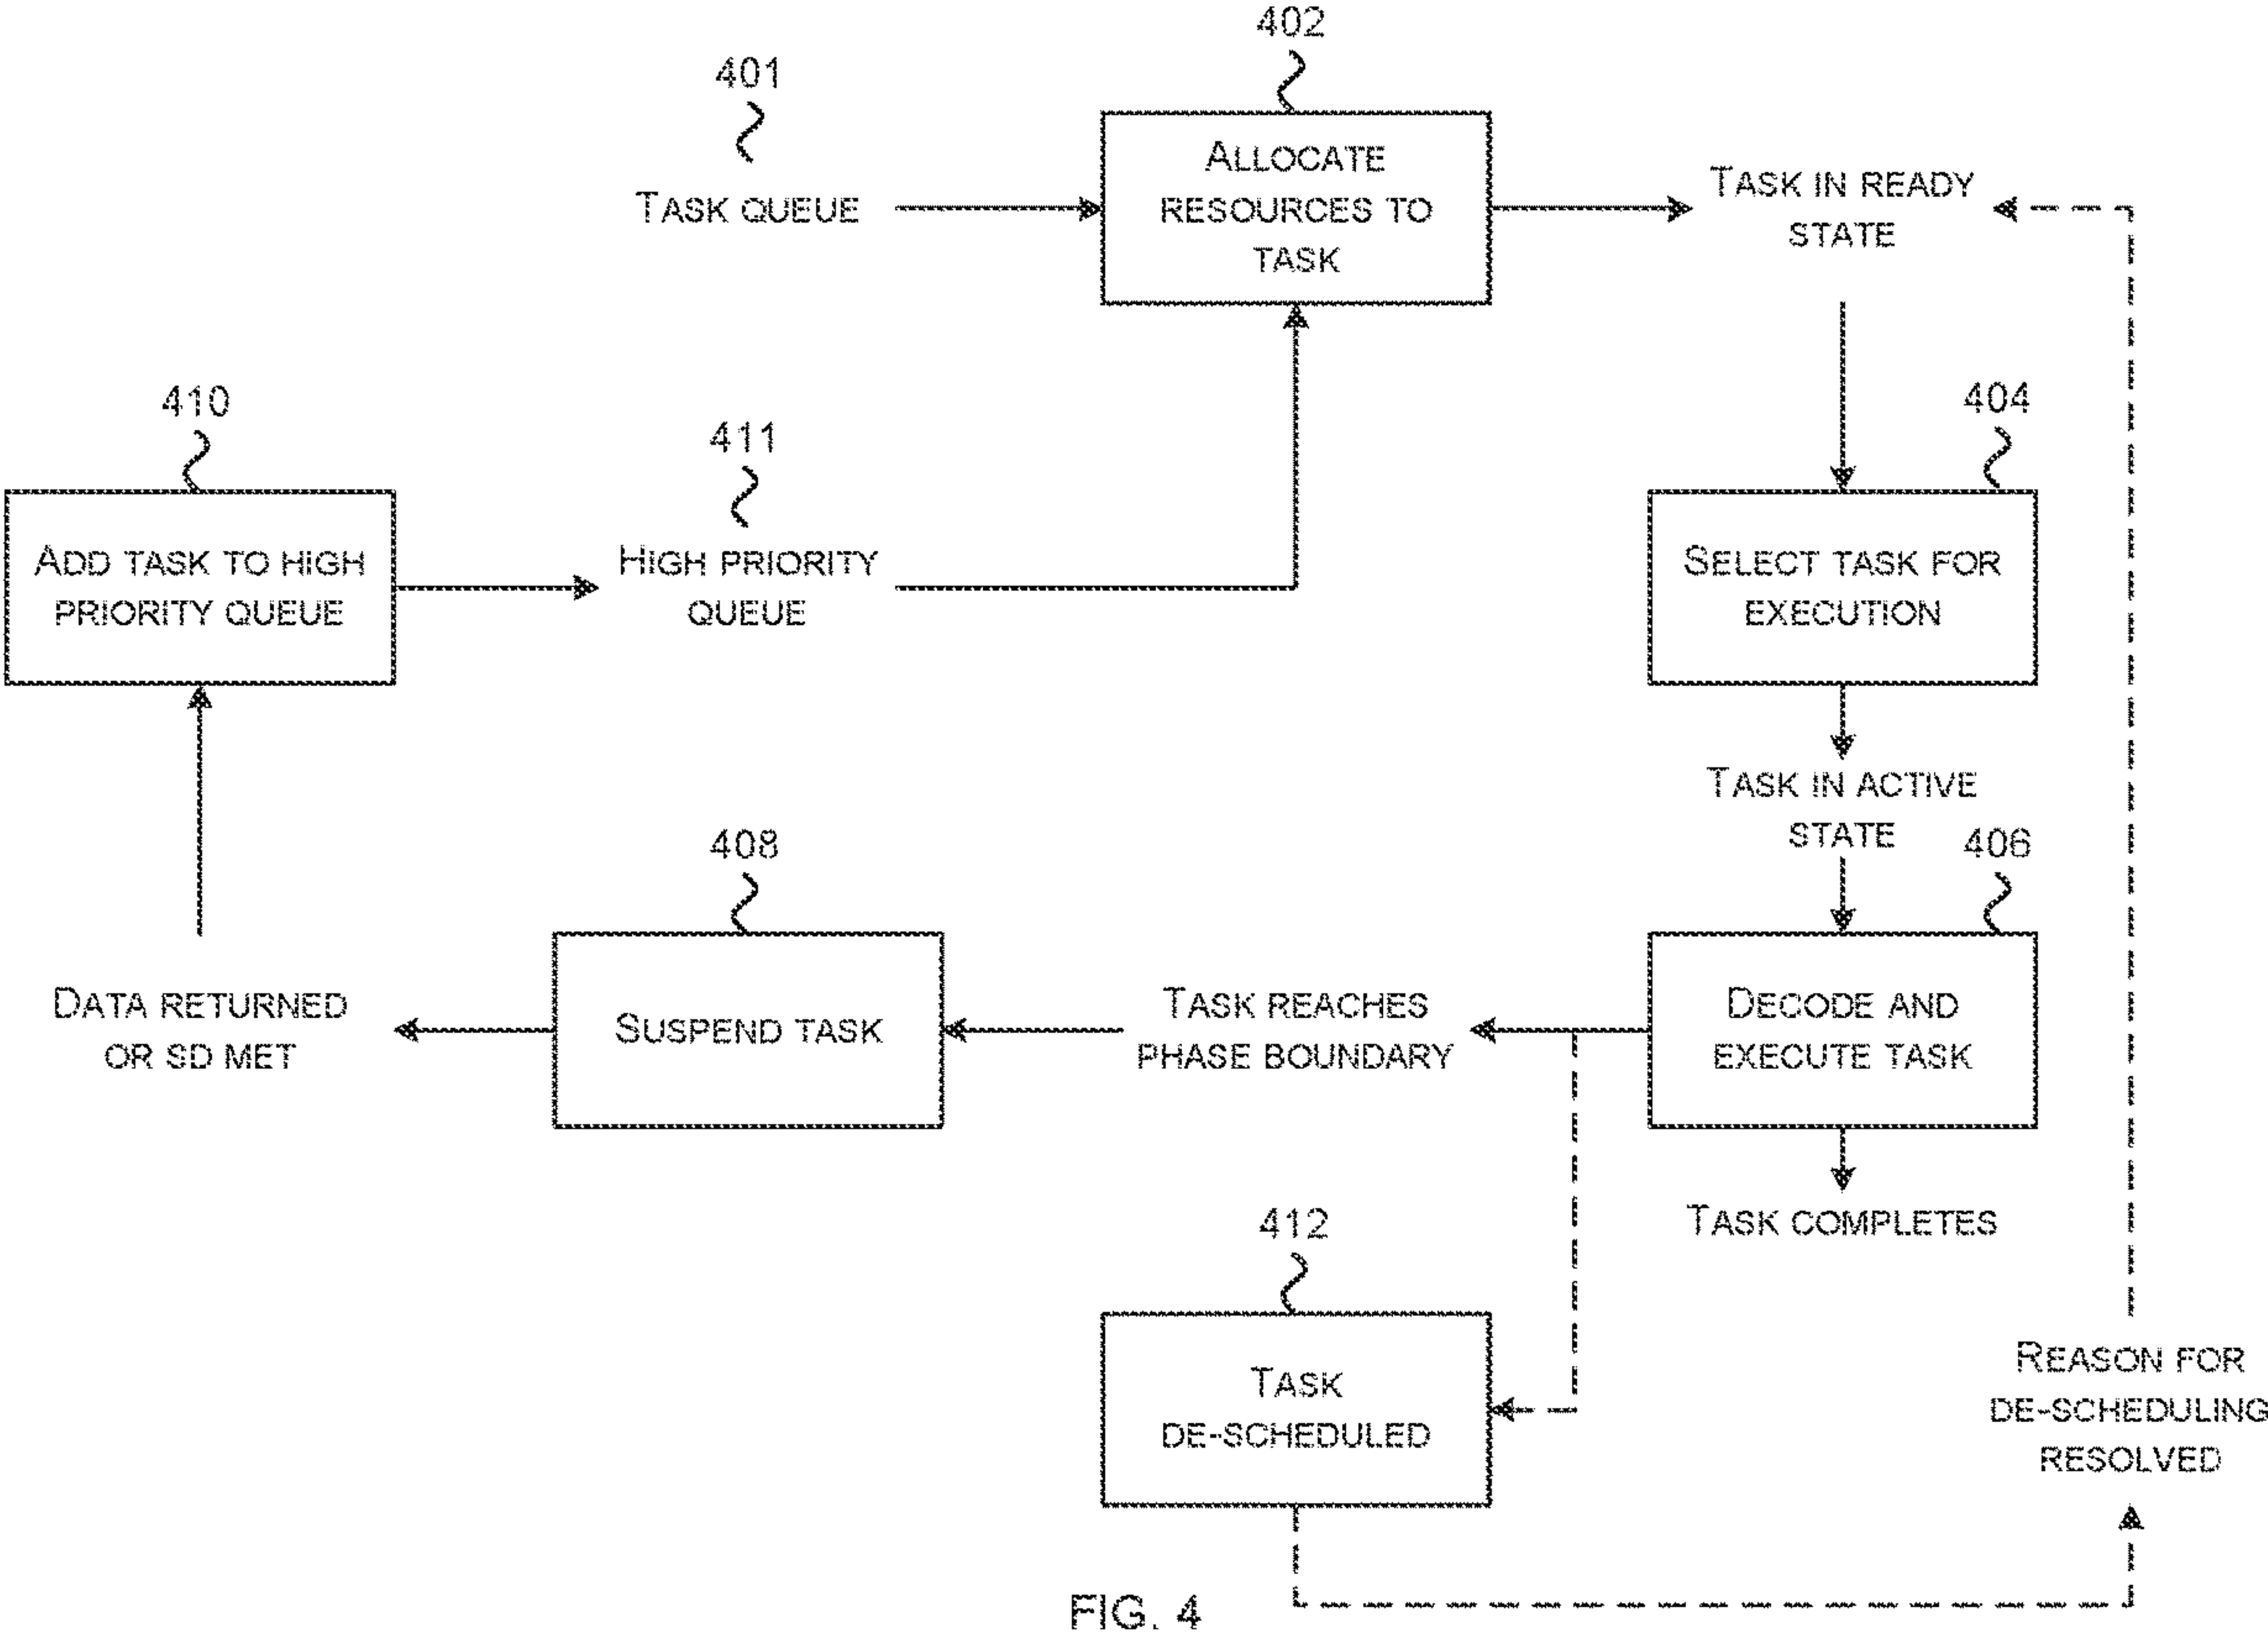 402
401
ALLOCATE
RESOURCES TO
TASK
TASK QUEUE
TASK IN READY
STATE
410
411
404
ADD TASK TO HIGH
PRIORITY QUEUE
HIGH PRIORITY
QUEUE
SELECT TASK FOR
EXECUTION
TASK IN ACTIVE
STATE
408
406
DATA RETURNED
OR SD MET
SUSPEND TASK
TASK REACHES
PHASE BOUNDARY
DECODE AND
EXECUTE TASK
TASK COMPLETES
412
TASK
DE-SCHEDULED
REASON FOR
DE-SCHEDULING
RESOLVED
FIG. 4